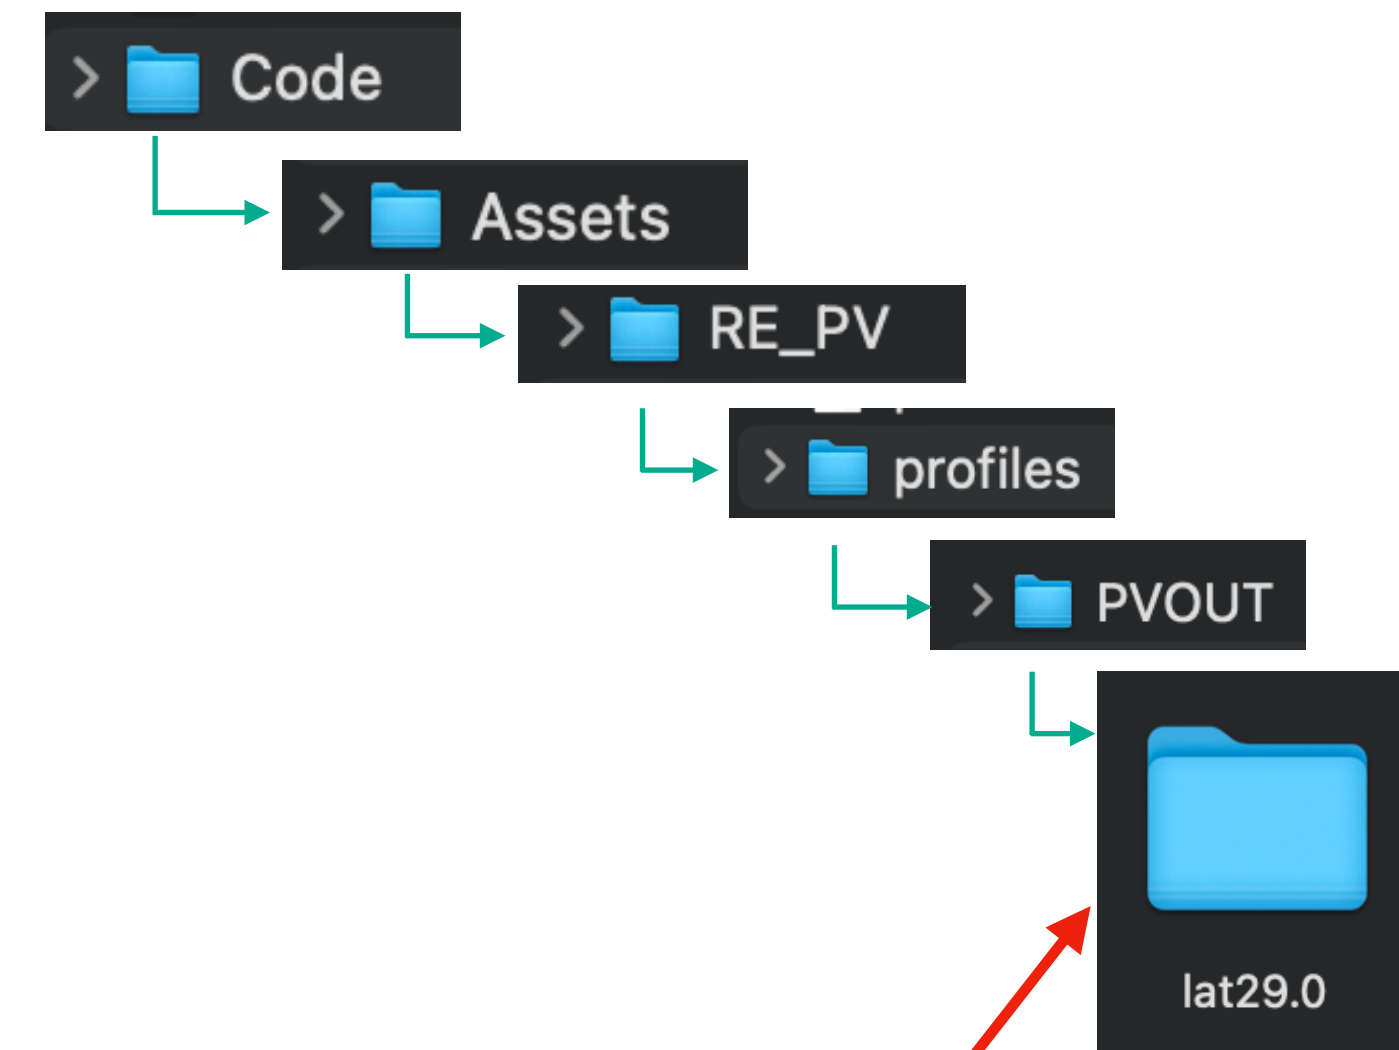 Code
Assets
RE_PV
profiles
PVOUT
lat29.0